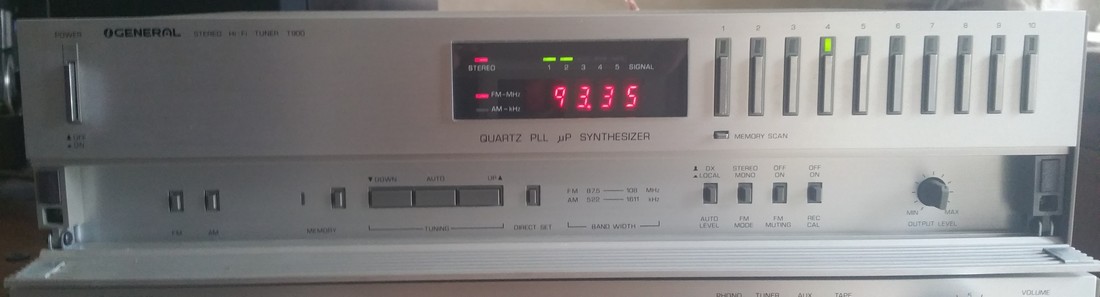 POWER
GENERAL STEREO Hi-Fi TUNER T900
1 2 3 4 5 6 7 8 9 10
STEREO
1 2 3 4 5 SIGNAL
FM-MHz
AM-kHz
93.35
OFF
ON
QUARTZ PLL µP SYNTHESIZER
MEMORY SCAN
▼DOWN AUTO UP▲
DX STEREO OFF OFF
LOCAL MONO ON ON
FM 87.5 108 MHz
AM 522 1611 kHz
FM AM MEMORY TUNING DIRECT SET BAND WIDTH
AUTO LEVEL
FM MODE
FM MUTING
REC CAL
MIN MAX
OUTPUT LEVEL
PHONO TUNER AUX TAPE VOLUME